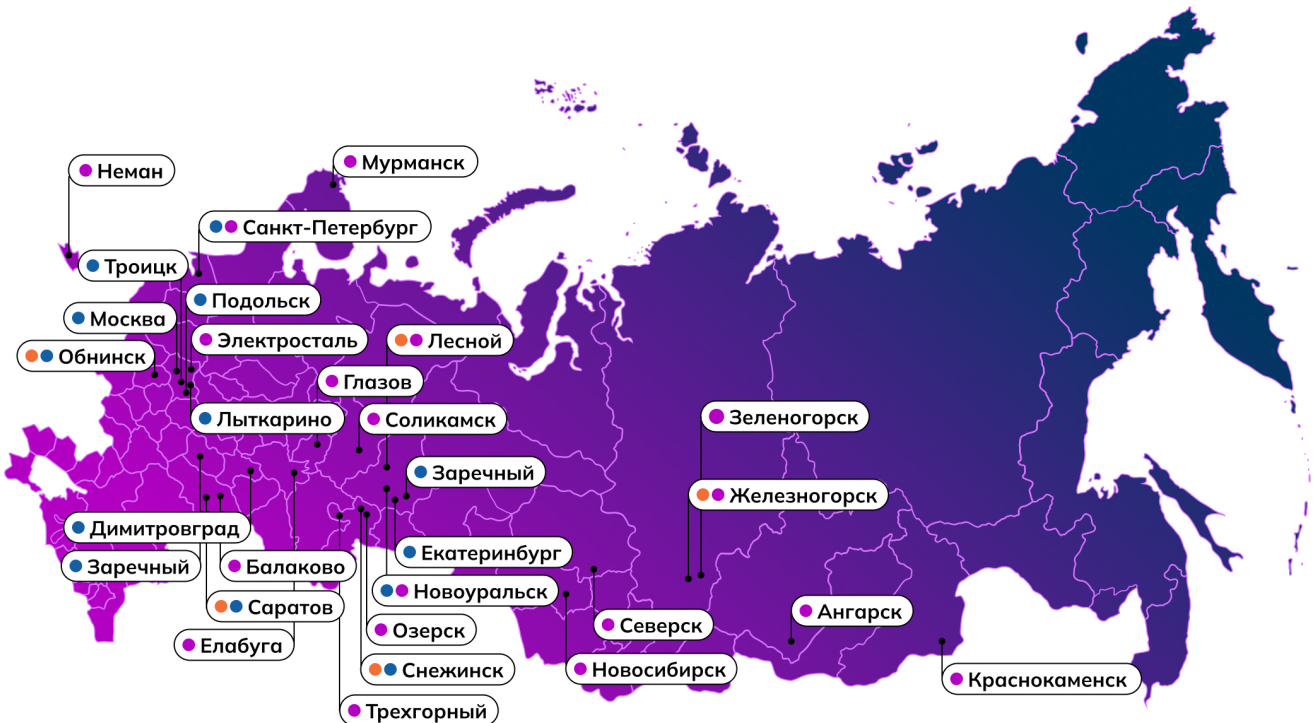 Мурманск
Неман
Санкт-Петербург
Троицк
Подольск
Москва
Электросталь
Лесной
Обнинск
Глазов
Лыткарино
Соликамск
Зеленогорск
Заречный
Железногорск
Димитровград
Екатеринбург
Заречный
Балаково
Новоуральск
Саратов
Ангарск
Северск
Озерск
Елабуга
Снежинск
Новосибирск
Краснокаменск
Трехгорный